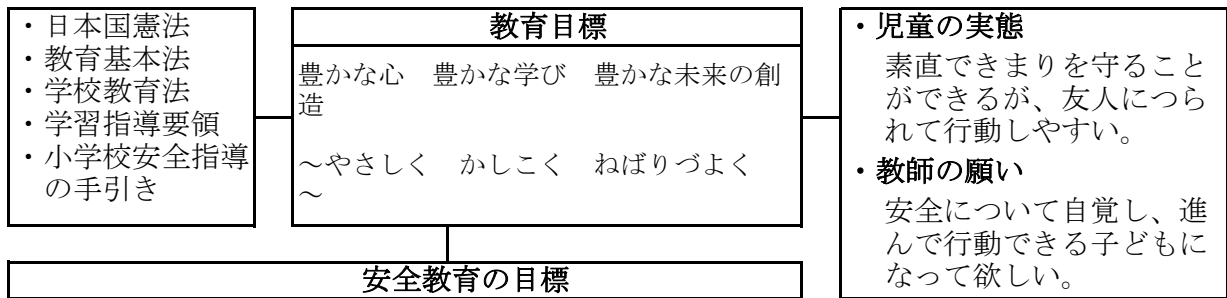 ・日本国憲法
・教育基本法
・学校教育法
・学習指導要領
・小学校安全指導
の手引き
教育目標
豊かな心　豊かな学び　豊かな未来の創
造
～やさしく　かしこく　ねばりづよく
～
・児童の実態
素直できまりを守ること
ができるが、友人につら
れて行動しやすい。
・教師の願い
安全について自覚し、進
んで行動できる子どもに
なって欲しい。
安全教育の目標